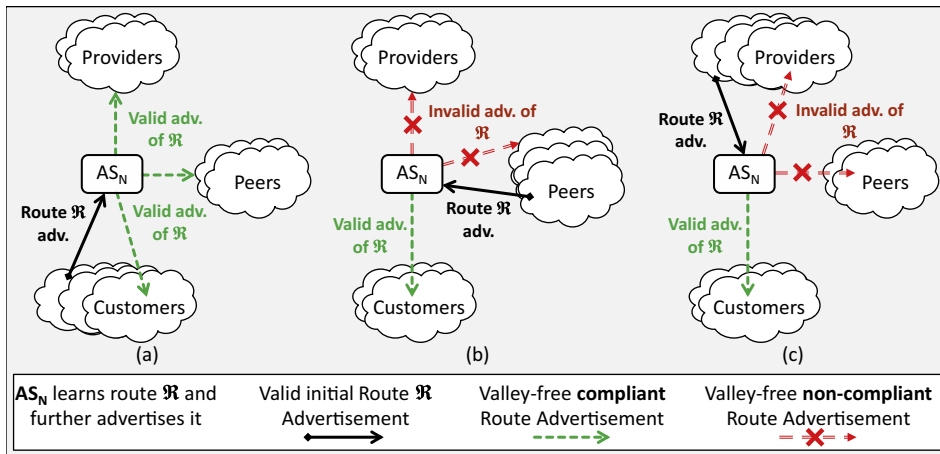 Providers
Valid adv.
of ℜ
AS_N
Peers
Route ℜ
adv.
Valid adv.
of ℜ
Customers
(a)
Providers
Invalid adv. of
ℜ
AS_N
Peers
Route ℜ
adv.
Valid adv.
of ℜ
Customers
(b)
Providers
Route ℜ
adv.
Invalid adv. of
ℜ
AS_N
Peers
Valid adv.
of ℜ
Customers
(c)
AS_N learns route ℜ and
further advertises it
Valid initial Route ℜ
Advertisement
Valley-free compliant
Route Advertisement
Valley-free non-compliant
Route Advertisement